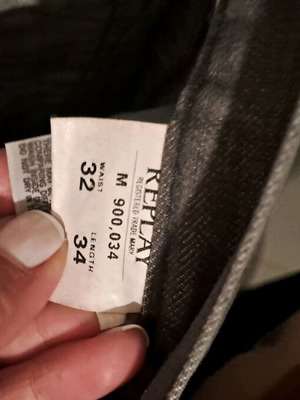 REPLAY
REGISTERED TRADE MARK
M 900,034
WAIST LENGTH
32 34